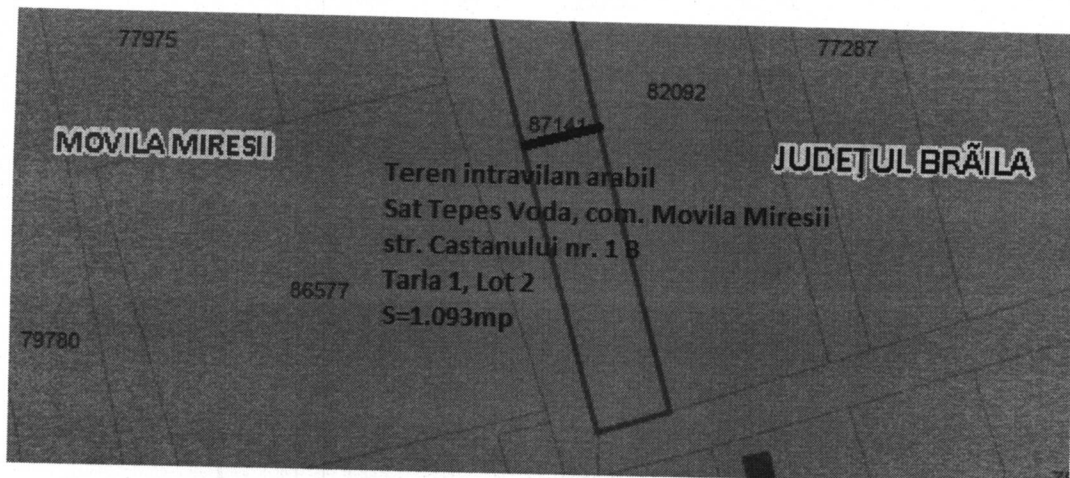 77975
77287
82092
87141
MOVILA MIRESII
JUDEŢUL BRĂILA
Teren intravilan arabil
Sat Tepes Voda, com. Movila Miresii
str. Castanului nr. 1 B
Tarla 1, Lot 2
S=1.093mp
86577
79780